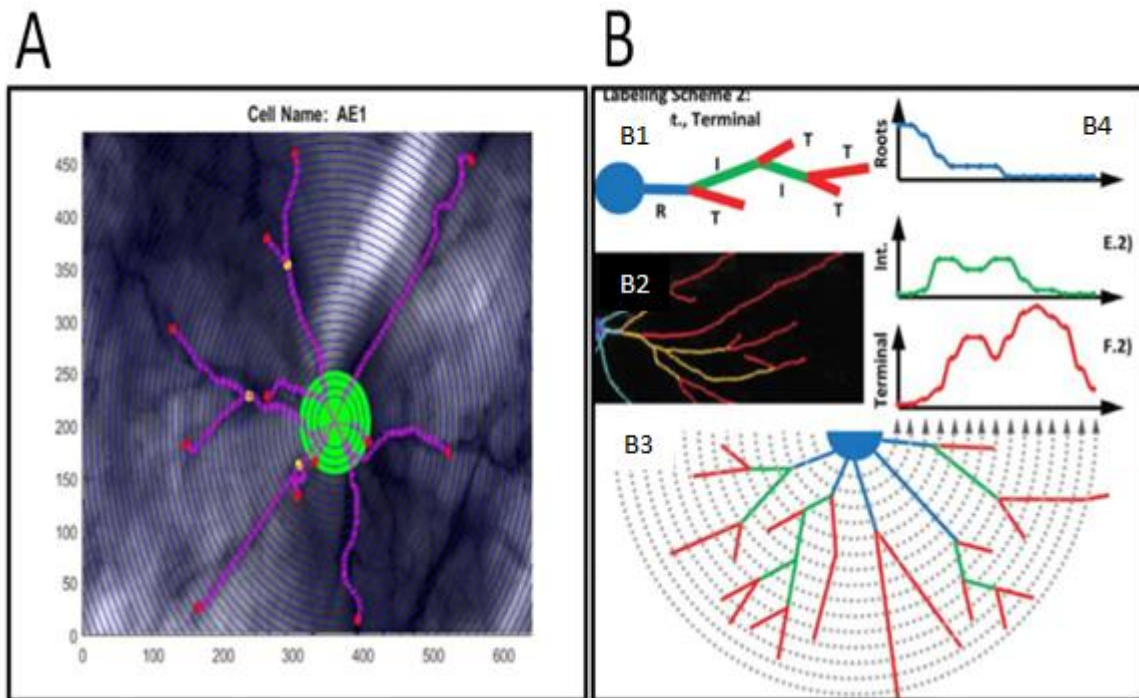 A
B
Cell Name: AE1
450
400
350
300
250
200
150
100
50
0
0 100 200 300 400 500 600
Labeling Scheme 2:
t., Terminal
B1
T
T
I
I
R
T
T
B2
B3
B4
Roots
Int.
E.2)
Terminal
F.2)